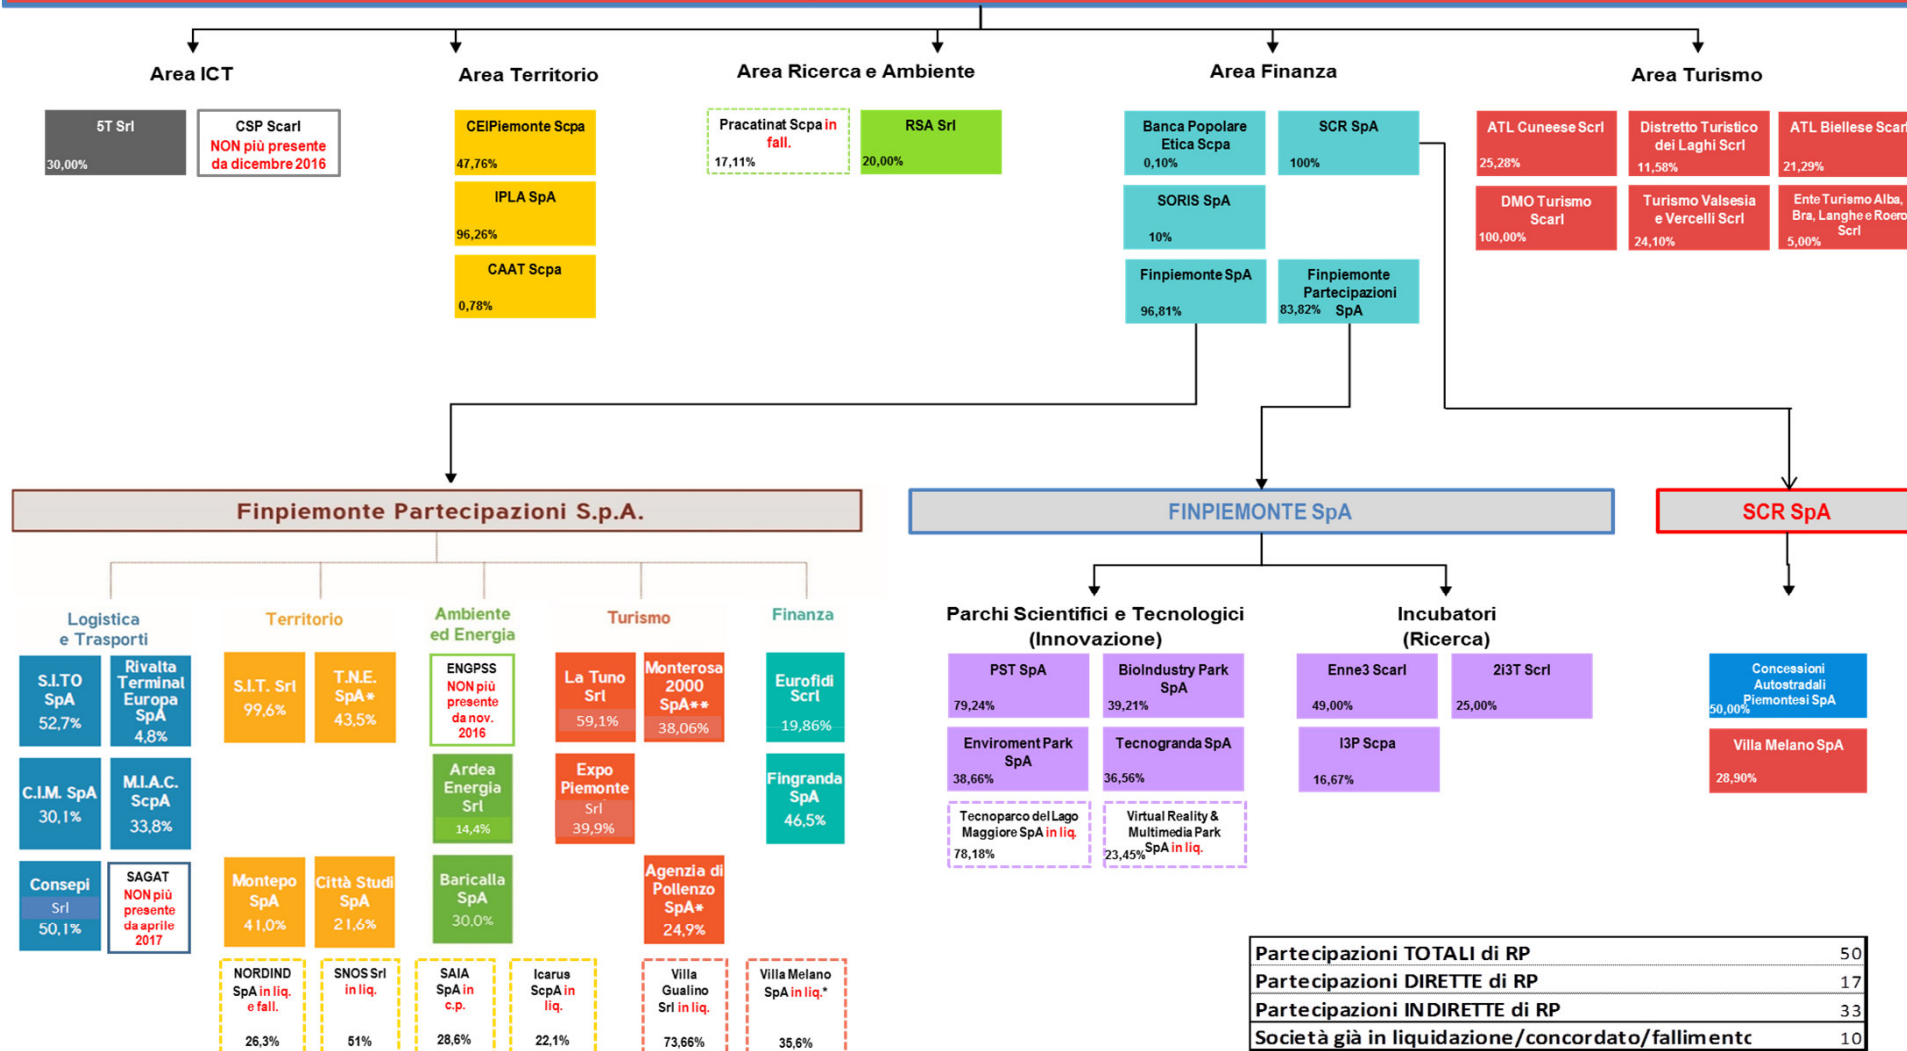 Area ICT
Area Territorio
Area Ricerca e Ambiente
Area Finanza
Area Turismo
5T Srl
30,00%
CSP Scarl
NON più presente
da dicembre 2016
CEIPiemonte Scpa
47,76%
IPLA SpA
96,26%
CAAT Scpa
0,78%
Pracatinat Scpa in
fall.
17,11%
RSA Srl
20,00%
Banca Popolare
Etica Scpa
0,10%
SCR SpA
100%
SORIS SpA
10%
Finpiemonte SpA
96,81%
Finpiemonte
Partecipazioni
83,82% SpA
ATL Cuneese Scrl
25,28%
Distretto Turistico
dei Laghi Scrl
11,58%
ATL Biellese Scarl
21,29%
DMO Turismo
Scarl
100,00%
Turismo Valsesia
e Vercelli Scrl
24,10%
Ente Turismo Alba,
Bra, Langhe e Roero
Scrl
5,00%
Finpiemonte Partecipazioni S.p.A.
Logistica
e Trasporti
Territorio
Ambiente
ed Energia
Turismo
Finanza
S.I.TO
SpA
52,7%
Rivalta
Terminal
Europa
SpA
4,8%
S.I.T. Srl
99,6%
T.N.E.
SpA*
43,5%
ENGPSS
NON più
presente
da nov.
2016
La Tuno
Srl
59,1%
Monterosa
2000
SpA**
38,06%
Eurofidi
Scrl
19,86%
C.I.M. SpA
30,1%
M.I.A.C.
ScpA
33,8%
Ardea
Energia
Srl
14,4%
Expo
Piemonte
Srl
39,9%
Fingranda
SpA
46,5%
Consepi
Srl
50,1%
SAGAT
NON più
presente
da aprile
2017
Montepo
SpA
41,0%
Città Studi
SpA
21,6%
Baricalla
SpA
30,0%
Agenzia di
Pollenzo
SpA*
24,9%
NORDIND
SpA in liq.
e fall.
26,3%
SNOS Srl
in liq.
51%
SAIA
SpA in
c.p.
28,6%
Icarus
ScpA in
liq.
22,1%
Villa
Gualino
Srl in liq.
73,66%
Villa Melano
SpA in liq.*
35,6%
FINPIEMONTE SpA
Parchi Scientifici e Tecnologici
(Innovazione)
Incubatori
(Ricerca)
PST SpA
79,24%
BioIndustry Park
SpA
39,21%
Enne3 Scarl
49,00%
2i3T Scrl
25,00%
Enviroment Park
SpA
38,66%
Tecnogranda SpA
36,56%
I3P Scpa
16,67%
Tecnoparco del Lago
Maggiore SpA in liq.
78,18%
Virtual Reality &
Multimedia Park
SpA in liq.
23,45%
SCR SpA
Concessioni
Autostradali
Piemontesi SpA
50,00%
Villa Melano SpA
28,90%
Partecipazioni TOTALI di RP 50
Partecipazioni DIRETTE di RP 17
Partecipazioni INDIRETTE di RP 33
Società già in liquidazione/concordato/fallimento 10